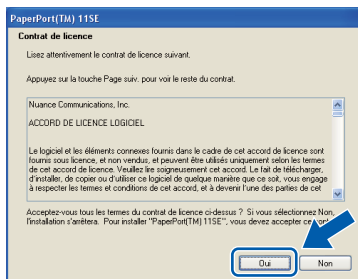 PaperPort(TM) 11SE
Contrat de licence
Lisez attentivement le contrat de licence suivant.
Appuyez sur la touche Page suiv. pour voir le reste du contrat.
Nuance Communications, Inc.
ACCORD DE LICENCE LOGICIEL
Le logiciel et les éléments connexes fournis dans le cadre de cet accord de licence sont
fournis sous licence, et non vendus, et peuvent être utilisés uniquement selon les termes
de cet accord de licence. Veuillez lire soigneusement cet accord. Le fait de télécharger,
d'installer, de copier ou d'utiliser ce logiciel de quelque manière que ce soit, vous engage
à respecter les termes et conditions de cet accord, et à devenir l'une des parties de cet
Acceptez-vous tous les termes du contrat de licence ci-dessus ? Si vous sélectionnez Non,
l'installation s'arrêtera. Pour installer "PaperPort(TM) 11SE", vous devez accepter ce
Oui
Non